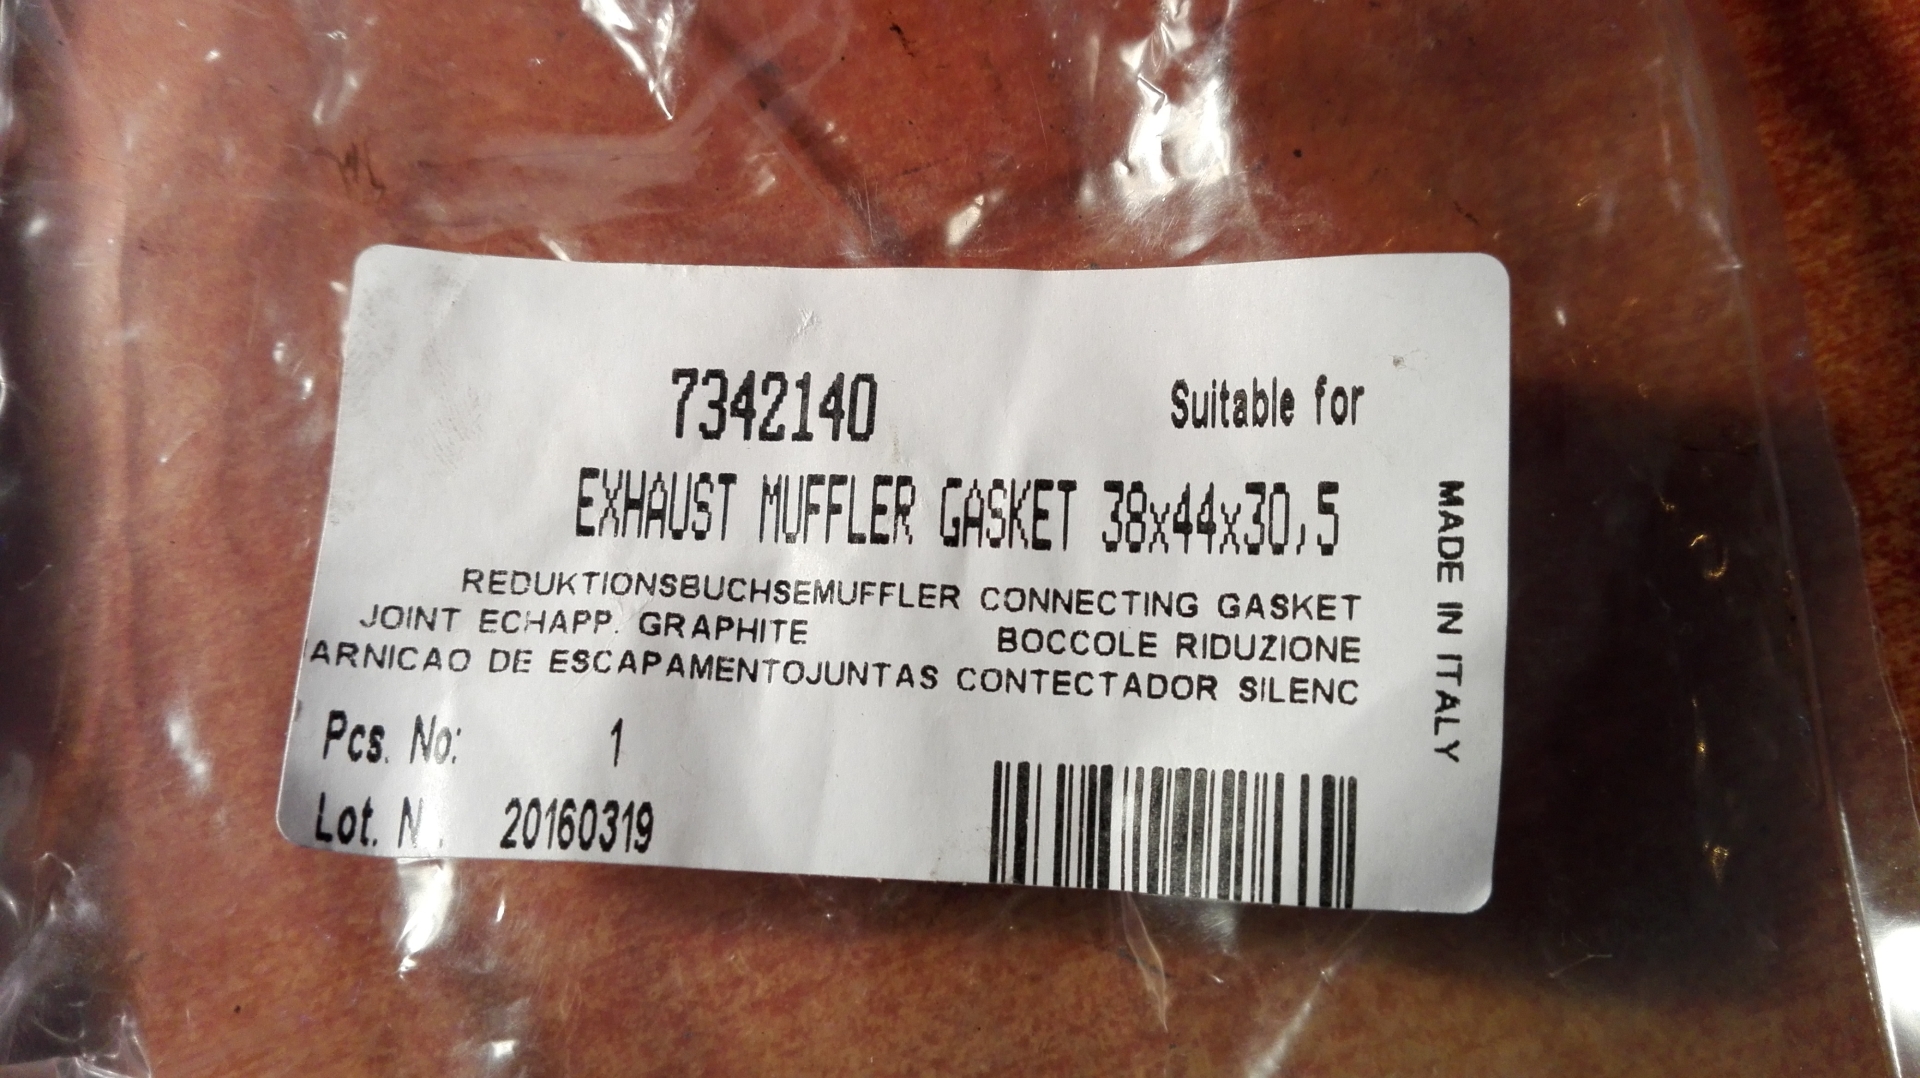 7342140 Suitable for
EXHAUST MUFFLER GASKET 38x44x30,5
REDUKTIONSBUCHSEMUFFLER CONNECTING GASKET
JOINT ECHAPP. GRAPHITE BOCCOLE RIDUZIONE
ARNICAO DE ESCAPAMENTOJUNTAS CONTECTADOR SILENC
Pcs. No: 1
Lot. N. 20160319
MADE IN ITALY